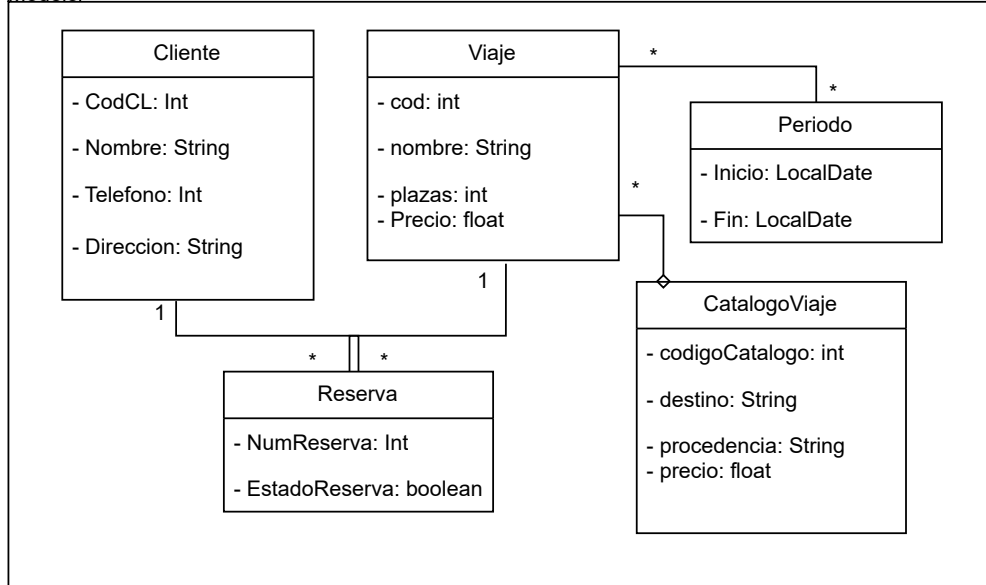 Cliente
- CodCL: Int
- Nombre: String
- Telefono: Int
- Direccion: String
1
Viaje
- cod: int
- nombre: String
- plazas: int
- Precio: float
1
*
*
*
Periodo
- Inicio: LocalDate
- Fin: LocalDate
CatalogoViaje
- codigoCatalogo: int
- destino: String
- procedencia: String
- precio: float
*
*
Reserva
- NumReserva: Int
- EstadoReserva: boolean